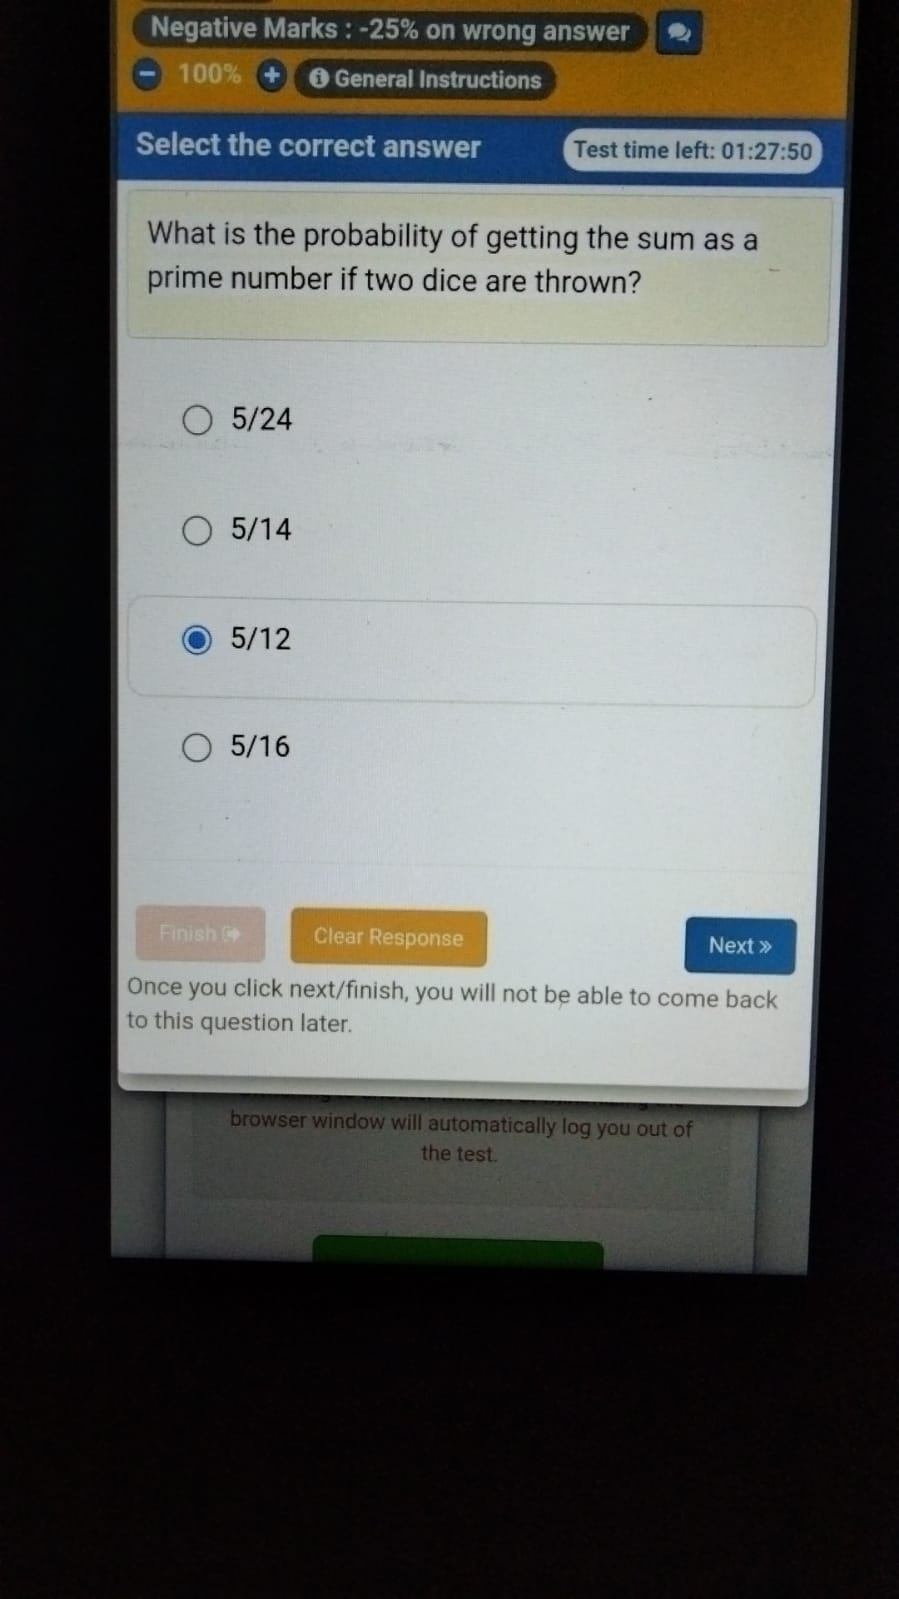 Negative Marks : -25% on wrong answer
100% General Instructions
Select the correct answer
Test time left: 01:27:50
What is the probability of getting the sum as a
prime number if two dice are thrown?
5/24
5/14
5/12
5/16
Finish
Clear Response
Next »
Once you click next/finish, you will not be able to come back
to this question later.
browser window will automatically log you out of
the test.